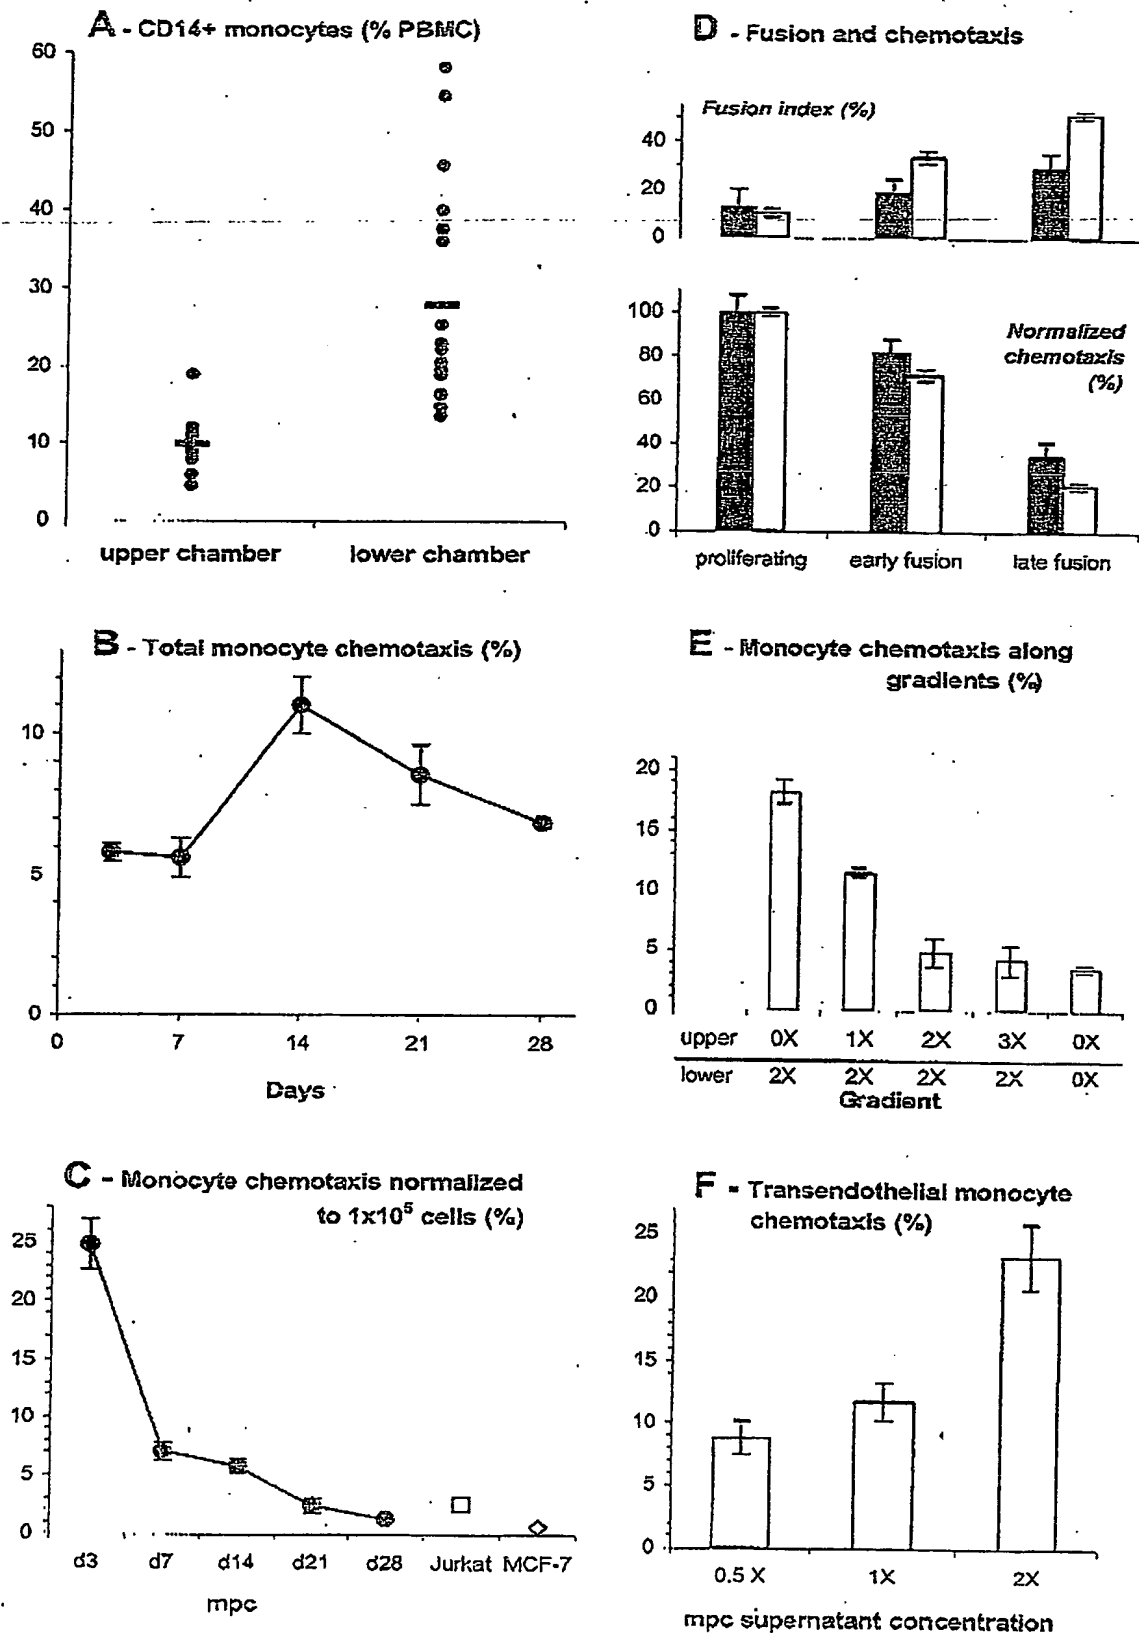 A - CD14+ monocytes (% PBMC)
60
50
40
30
20
10
0
upper chamber
lower chamber
B - Total monocyte chemotaxis (%)
10
5
0
0
7
14
21
28
Days
C - Monocyte chemotaxis normalized
to 1x10⁵ cells (%)
25
20
15
10
5
0
d3
d7
d14
d21
d28
Jurkat
MCF-7
mpc
D - Fusion and chemotaxis
Fusion index (%)
40
20
0
100
80
60
40
20
0
Normalized
chemotaxis
(%)
proliferating
early fusion
late fusion
E - Monocyte chemotaxis along
gradients (%)
20
15
10
5
0
upper 0X 1X 2X 3X 0X
lower 2X 2X 2X 2X 0X
Gradient
F - Transendothelial monocyte
chemotaxis (%)
25
20
15
10
5
0
0.5 X
1X
2X
mpc supernatant concentration